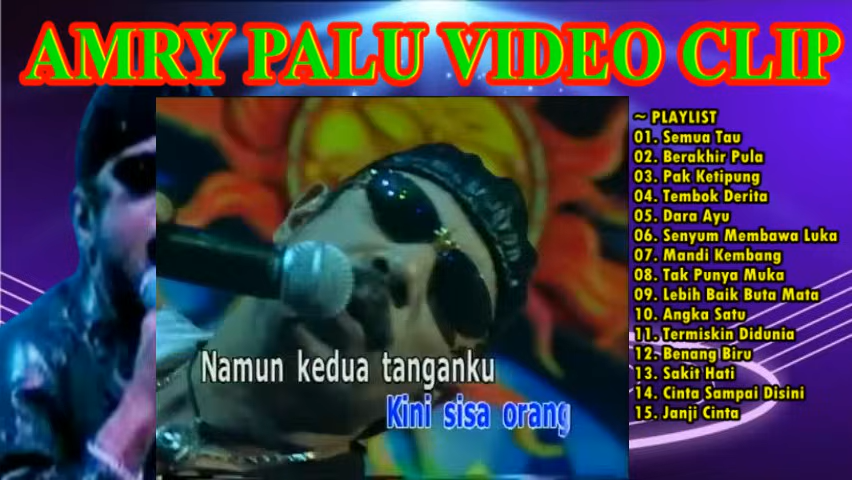 AMRY PALU VIDEO CLIP
~ PLAYLIST
01. Semua Tau
02. Berakhir Pula
03. Pak Ketipung
04. Tembok Derita
05. Dara Ayu
06. Senyum Membawa Luka
07. Mandi Kembang
08. Tak Punya Muka
09. Lebih Baik Buta Mata
10. Angka Satu
11. Termiskin Didunia
12. Benang Biru
13. Sakit Hati
14. Cinta Sampai Disini
15. Janji Cinta
Namun kedua tanganku
Kini sisa orang